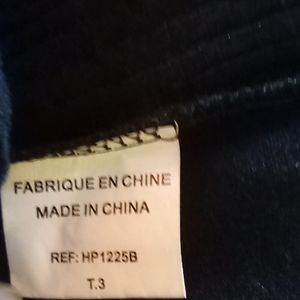 FABRIQUE EN CHINE
MADE IN CHINA
REF: HP1225B
T.3